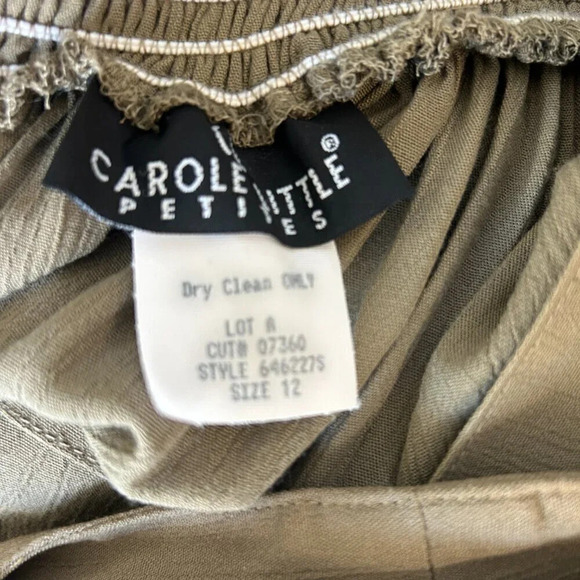 CAROLE LITTLE ®
PETITES
Dry Clean ONLY
LOT A
CUT# 07360
STYLE 646227S
SIZE 12